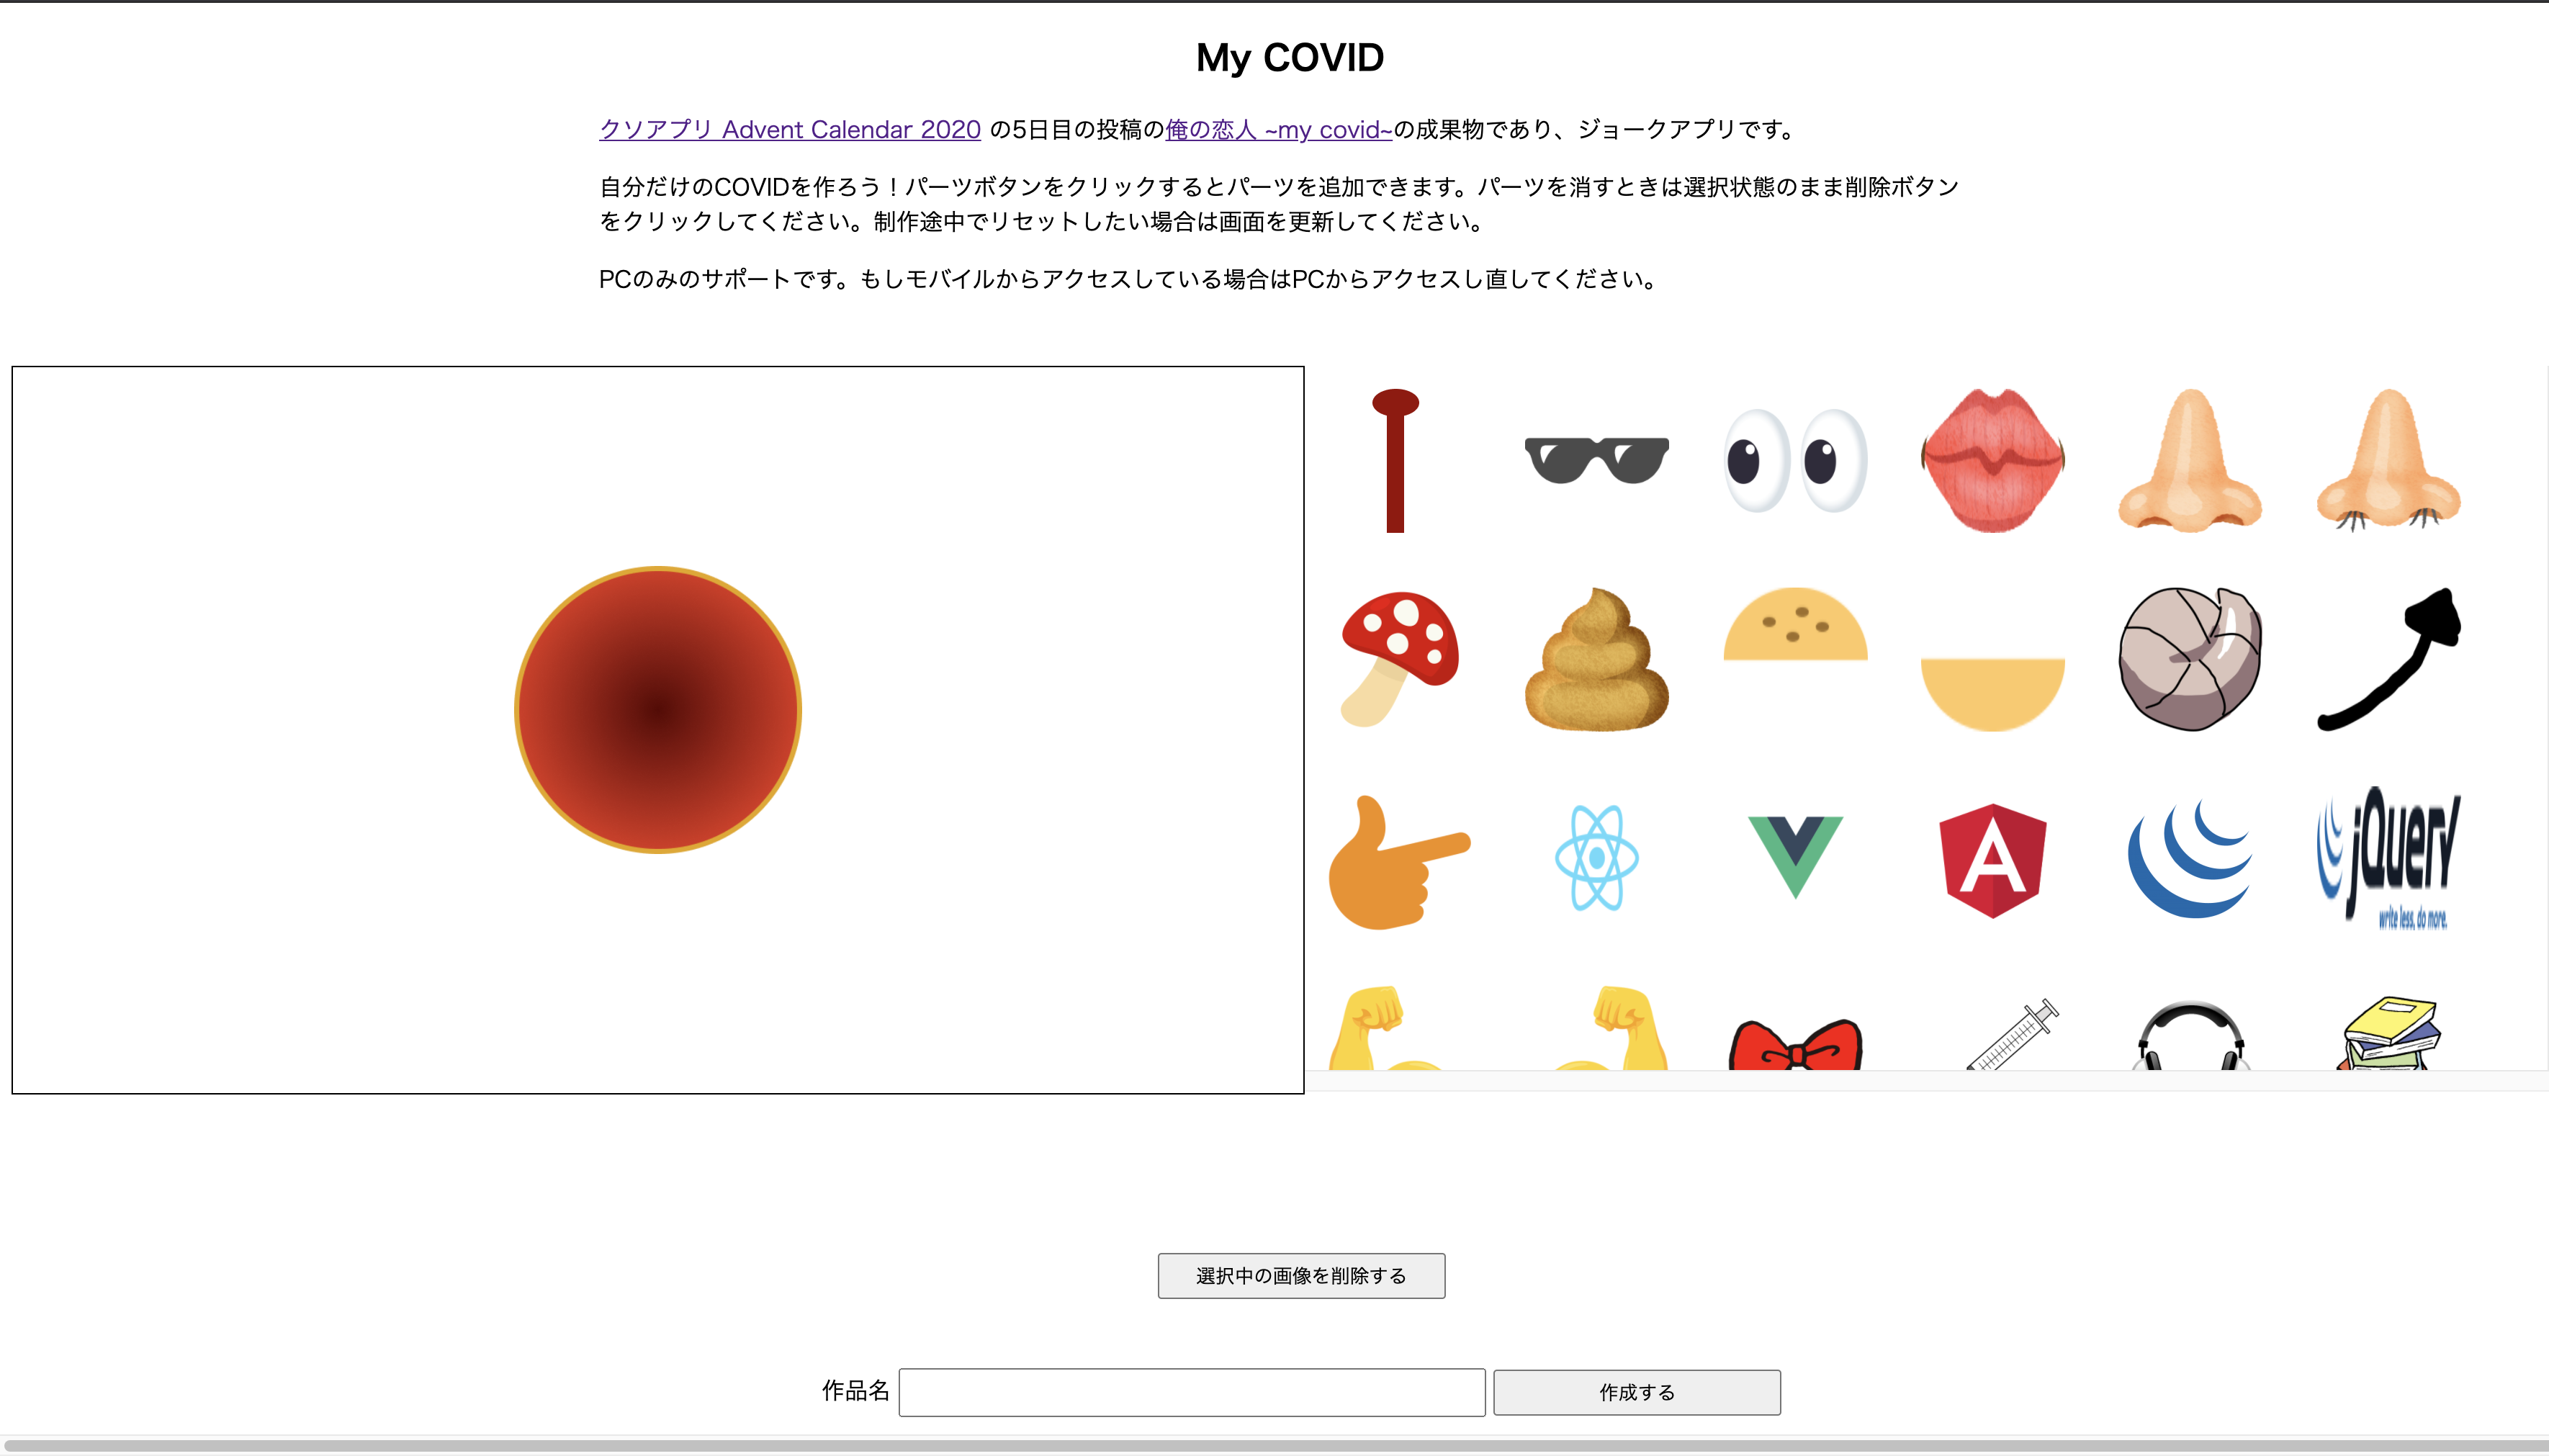 My COVID
クソアプリ Advent Calendar 2020 の5日目の投稿の俺の恋人 ~my covid~の成果物であり、ジョークアプリです。
自分だけのCOVIDを作ろう！パーツボタンをクリックするとパーツを追加できます。パーツを消すときは選択状態のまま削除ボタン
をクリックしてください。制作途中でリセットしたい場合は画面を更新してください。
PCのみのサポートです。もしモバイルからアクセスしている場合はPCからアクセスし直してください。
A
jQuery
write less, do more.
選択中の画像を削除する
作品名
作成する